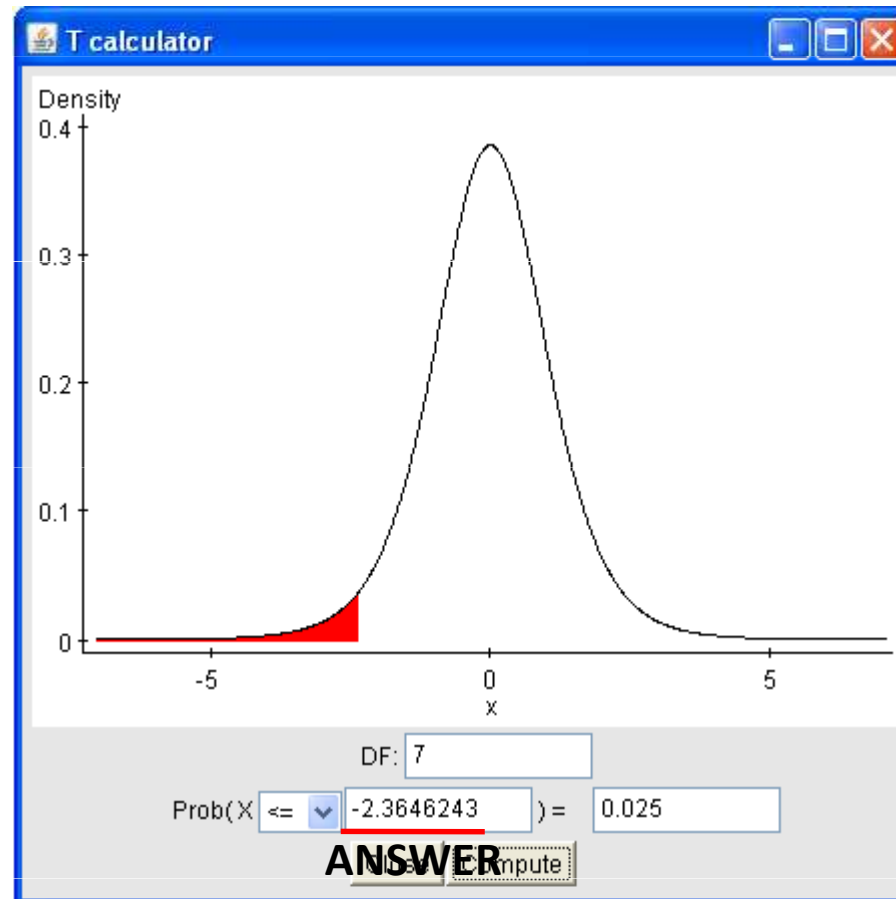 T calculator
Density
0.4
0.3
0.2
0.1
0
-5 0 5
x
DF: 7
Prob(X <= -2.3646243 ) = 0.025
ANSWER
Compute